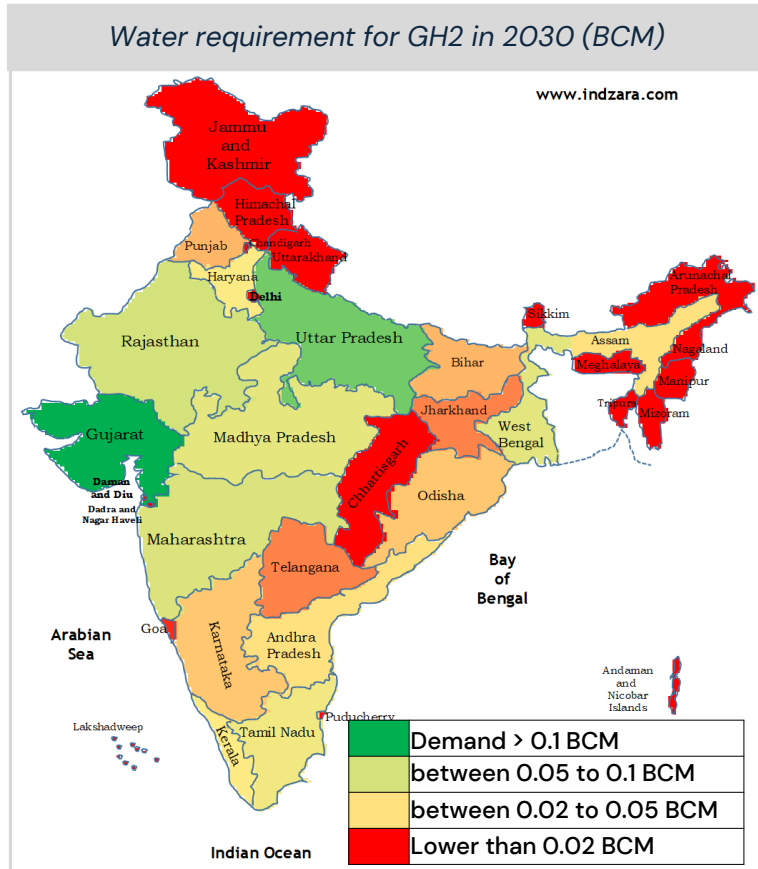 Water requirement for GH2 in 2030 (BCM)
www.indzara.com
Jammu
and
Kashmir
Himachal
Pradesh
Punjab
Chandigarh
Uttarakhand
Haryana
Delhi
Arunachal
Pradesh
Sikkim
Rajasthan
Uttar Pradesh
Assam
Nagaland
Bihar
Meghalaya
Manipur
Jharkhand
Tripura
Mizoram
Gujarat
Madhya Pradesh
West
Bengal
Chhattisgarh
Daman
and Diu
Dadra and
Nagar Haveli
Odisha
Maharashtra
Telangana
Bay
of
Bengal
Goa
Arabian
Sea
Karnataka
Andhra
Pradesh
Andaman
and
Nicobar
Islands
Lakshadweep
Puducherry
Kerala
Tamil Nadu
Demand > 0.1 BCM
between 0.05 to 0.1 BCM
between 0.02 to 0.05 BCM
Lower than 0.02 BCM
Indian Ocean